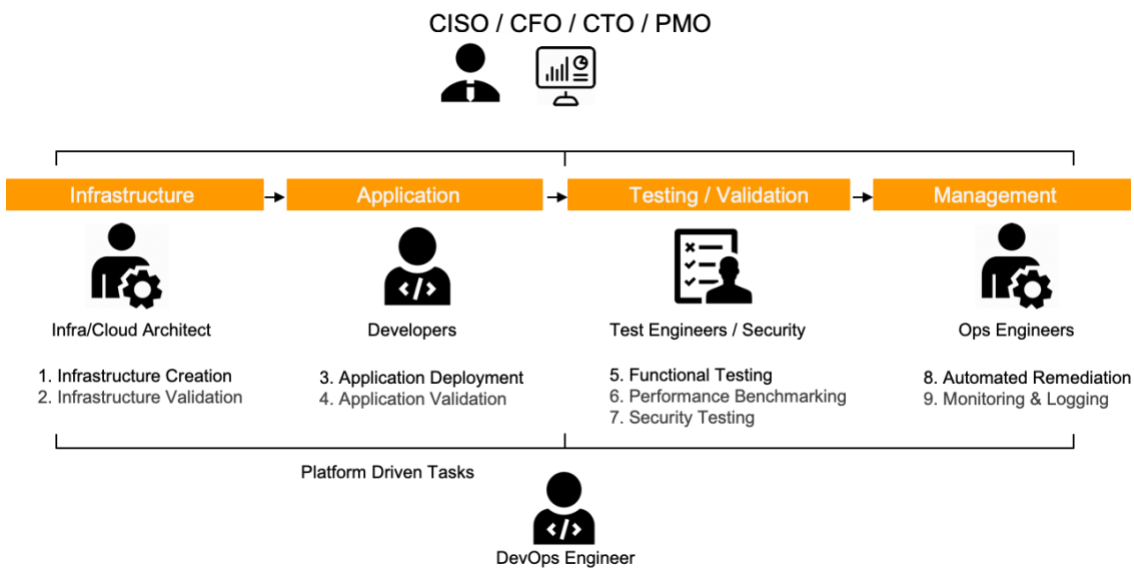 CISO / CFO / CTO / PMO
Infrastructure
Application
Testing / Validation
Management
</>
Infra/Cloud Architect
Developers
Test Engineers / Security
Ops Engineers
1. Infrastructure Creation
2. Infrastructure Validation
3. Application Deployment
4. Application Validation
5. Functional Testing
6. Performance Benchmarking
7. Security Testing
8. Automated Remediation
9. Monitoring & Logging
Platform Driven Tasks
</>
DevOps Engineer